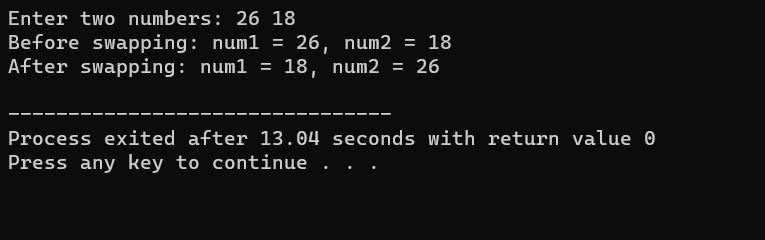 Enter two numbers: 26 18
Before swapping: num1 = 26, num2 = 18
After swapping: num1 = 18, num2 = 26
--------------------------------
Process exited after 13.04 seconds with return value 0
Press any key to continue . . .